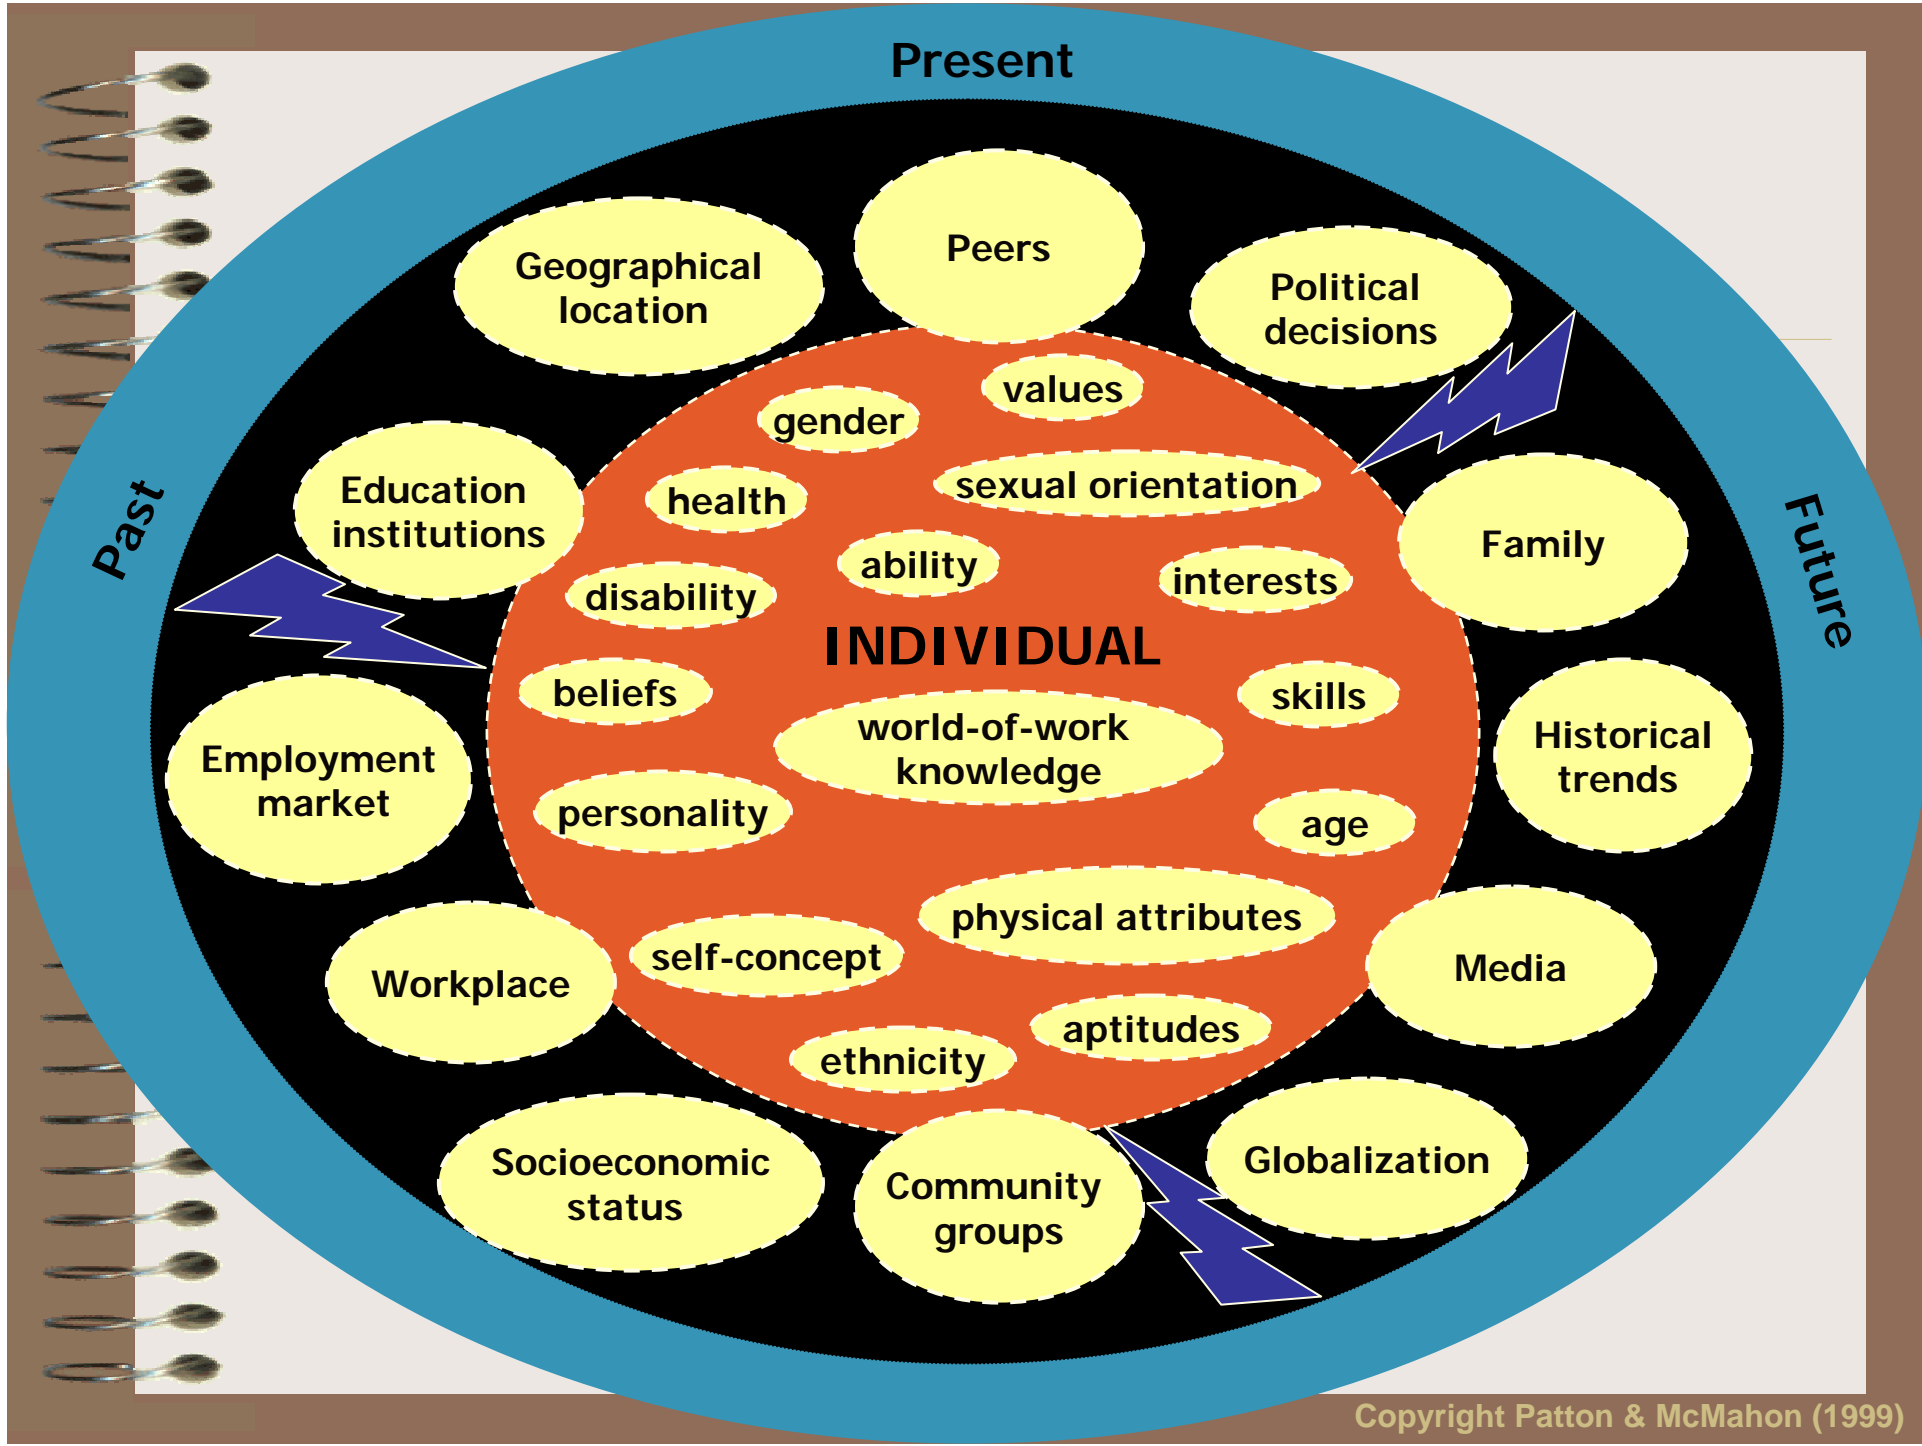 Present
Peers
Geographical
location
Political
decisions
values
gender
sexual orientation
health
Education
institutions
Past
Future
Family
ability
interests
disability
INDIVIDUAL
beliefs
skills
world-of-work
knowledge
Historical
trends
Employment
market
personality
age
physical attributes
self-concept
Workplace
Media
aptitudes
ethnicity
Socioeconomic
status
Community
groups
Globalization
Copyright Patton & McMahon (1999)